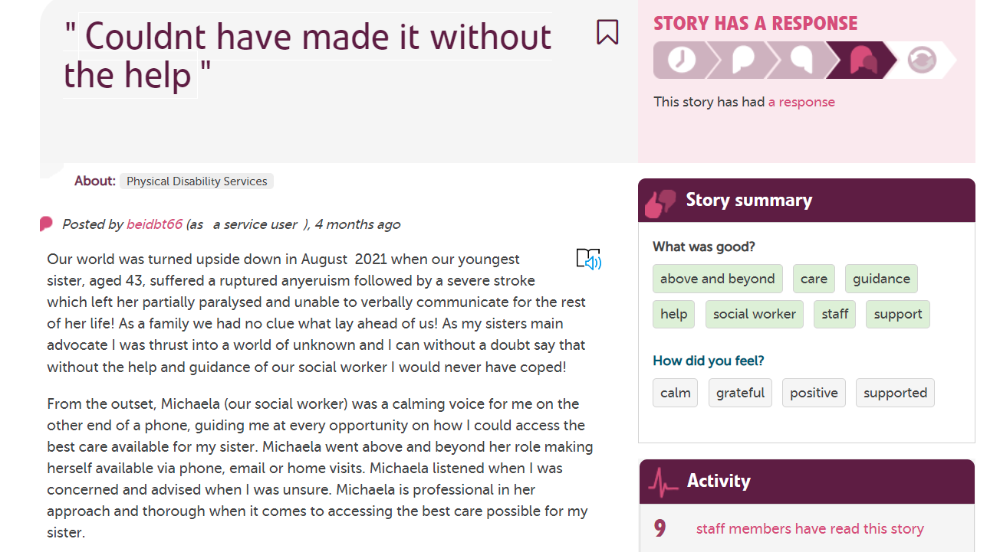 " Couldnt have made it without
the help "
STORY HAS A RESPONSE
This story has had a response
About: Physical Disability Services
Posted by beidbt66 (as a service user ), 4 months ago
Our world was turned upside down in August 2021 when our youngest
sister, aged 43, suffered a ruptured anyeruism followed by a severe stroke
which left her partially paralysed and unable to verbally communicate for the rest
of her life! As a family we had no clue what lay ahead of us! As my sisters main
advocate I was thrust into a world of unknown and I can without a doubt say that
without the help and guidance of our social worker I would never have coped!
From the outset, Michaela (our social worker) was a calming voice for me on the
other end of a phone, guiding me at every opportunity on how I could access the
best care available for my sister. Michaela went above and beyond her role making
herself available via phone, email or home visits. Michaela listened when I was
concerned and advised when I was unsure. Michaela is professional in her
approach and thorough when it comes to accessing the best care possible for my
sister.
Story summary
What was good?
above and beyond care guidance
help social worker staff support
How did you feel?
calm grateful positive supported
Activity
9 staff members have read this story